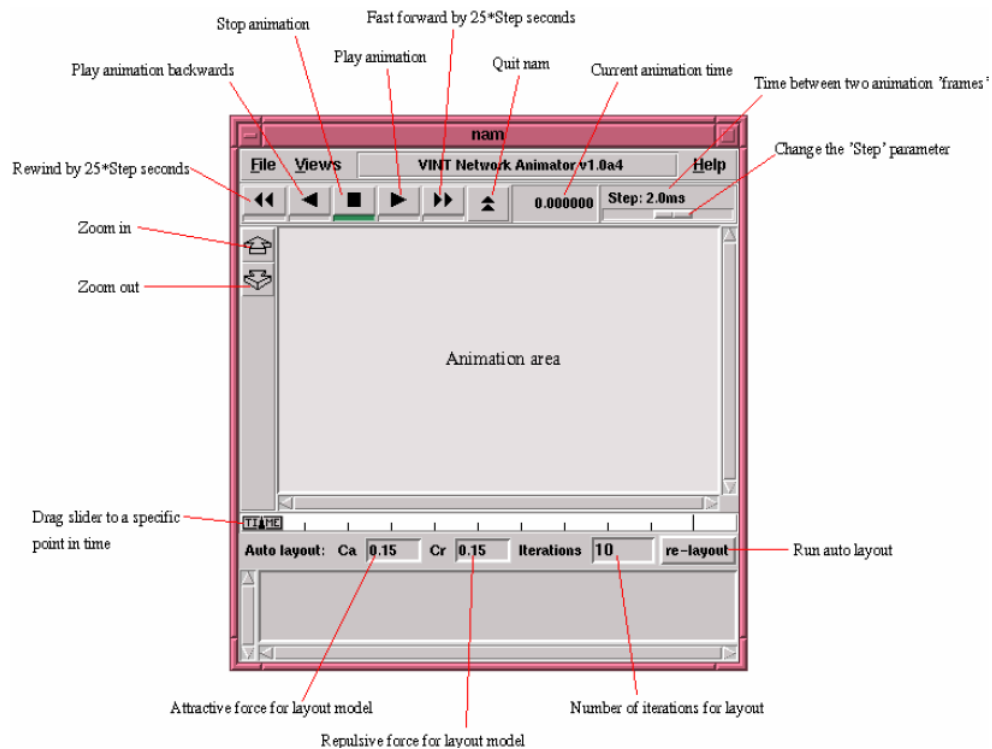 Fast forward by 25*Step seconds
Stop animation
Play animation
Quit nam
Play animation backwards
Current animation time
Time between two animation 'frames'
Change the 'Step' parameter
nam
File Views VINT Network Animator v1.0a4 Help
Rewind by 25*Step seconds
0.000000 Step: 2.0ms
Zoom in
Zoom out
Animation area
Drag slider to a specific
point in time
TIME
Auto layout: Ca 0.15 Cr 0.15 Iterations 10 re-layout
Run auto layout
Attractive force for layout model
Number of iterations for layout
Repulsive force for layout model